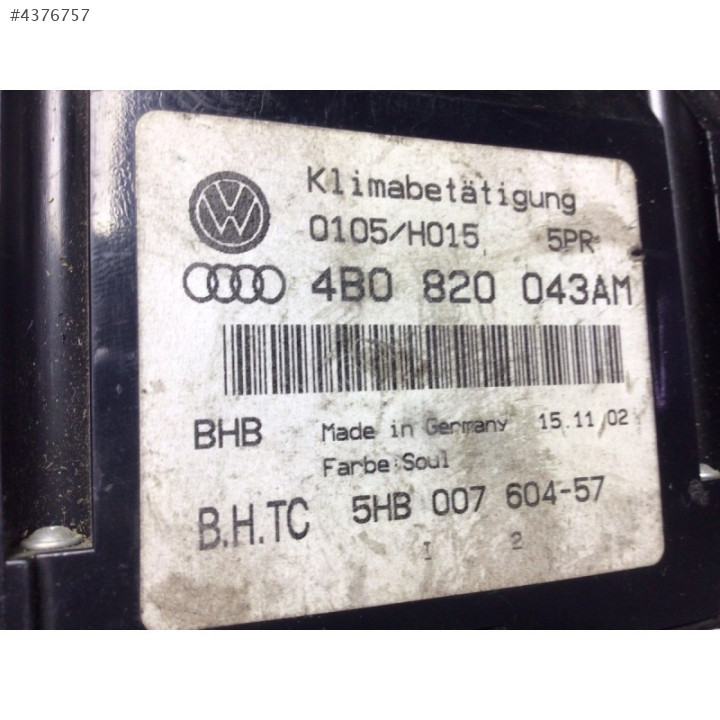 #4376757
Klimabetätigung
0105/H015 5PR
4B0 820 043AM
BHB Made in Germany 15.11/02
Farbe:Soul
B.H.TC 5HB 007 604-57
I 2